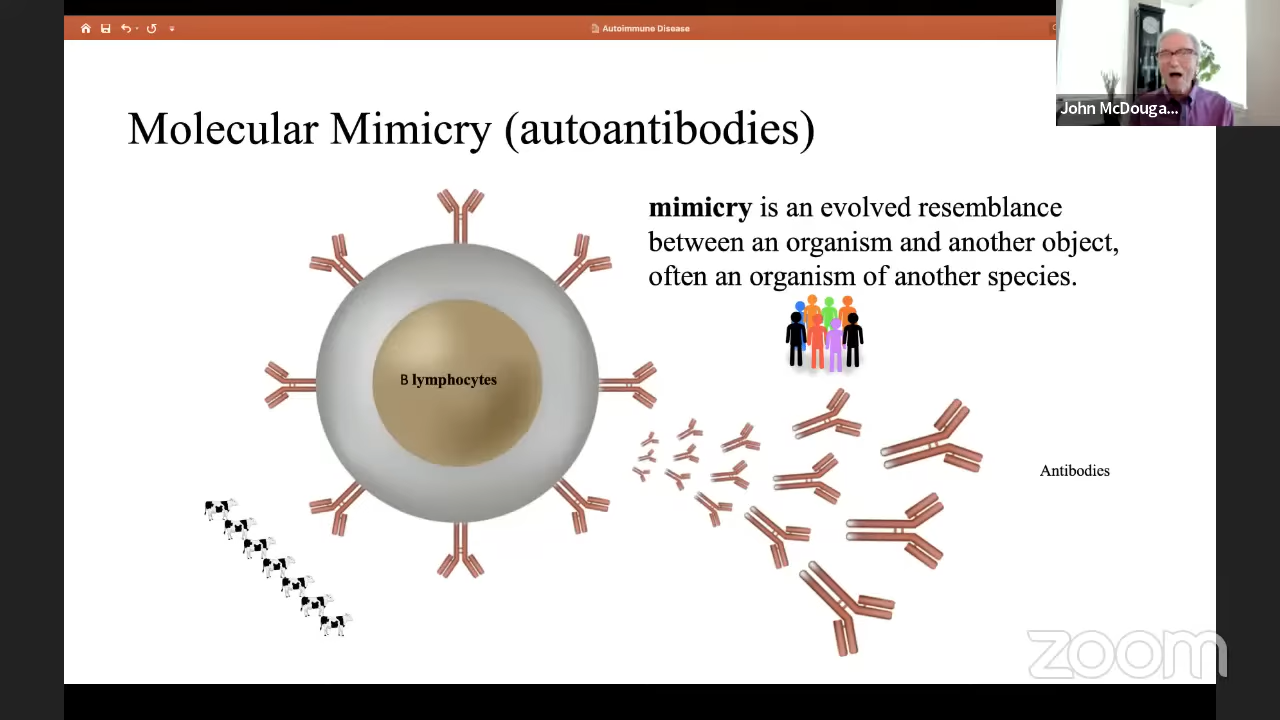 Autoimmune Disease
John McDouga...
Molecular Mimicry (autoantibodies)
mimicry is an evolved resemblance
between an organism and another object,
often an organism of another species.
B lymphocytes
Antibodies
zoom